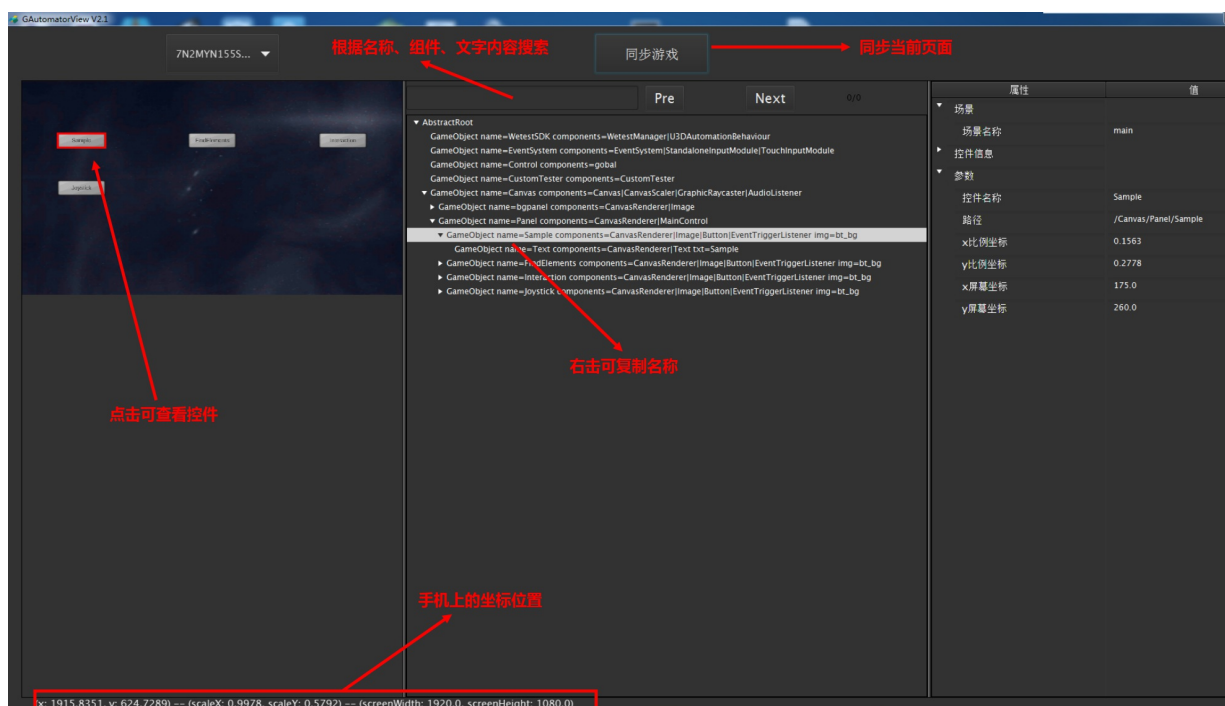 GAutomatorView V2.1
7N2MYN155S...
根据名称、组件、文字内容搜索
同步游戏
同步当前页面
Pre
Next
0/0
属性
值
AbstractRoot
GameObject name=WetestSDK components=WetestManager|U3DAutomationBehaviour
GameObject name=EventSystem components=EventSystem|StandaloneInputModule|TouchInputModule
GameObject name=Control components=gobal
GameObject name=CustomTester components=CustomTester
GameObject name=Canvas components=Canvas|CanvasScaler|GraphicRaycaster|AudioListener
GameObject name=bgpanel components=CanvasRenderer|Image
GameObject name=Panel components=CanvasRenderer|MainControl
GameObject name=Sample components=CanvasRenderer|Image|Button|EventTriggerListener img=bt_bg
GameObject name=Text components=CanvasRenderer|Text txt=Sample
GameObject name=FindElements components=CanvasRenderer|Image|Button|EventTriggerListener img=bt_bg
GameObject name=Interaction components=CanvasRenderer|Image|Button|EventTriggerListener img=bt_bg
GameObject name=Joystick components=CanvasRenderer|Image|Button|EventTriggerListener img=bt_bg
场景
场景名称 main
控件信息
参数
控件名称 Sample
路径 /Canvas/Panel/Sample
x比例坐标 0.1563
y比例坐标 0.2778
x屏幕坐标 175.0
y屏幕坐标 260.0
Sample
FindElements
Interaction
Joystick
右击可复制名称
点击可查看控件
手机上的坐标位置
(x: 1915.8351, y: 624.7289) −− (scaleX: 0.9978, scaleY: 0.5792) −− (screenWidth: 1920.0, screenHeight: 1080.0)